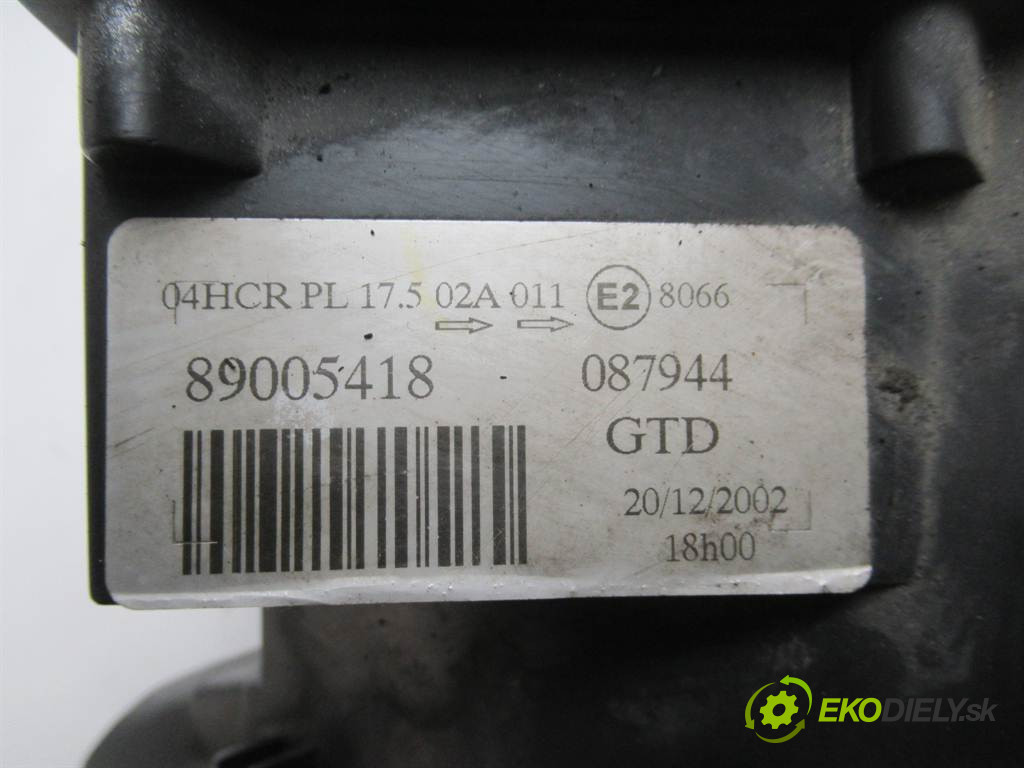 04HCR PL 17.5 02A 011 E2 8066
89005418 087944
GTD
20/12/2002
18h00
EKODIELY.sk